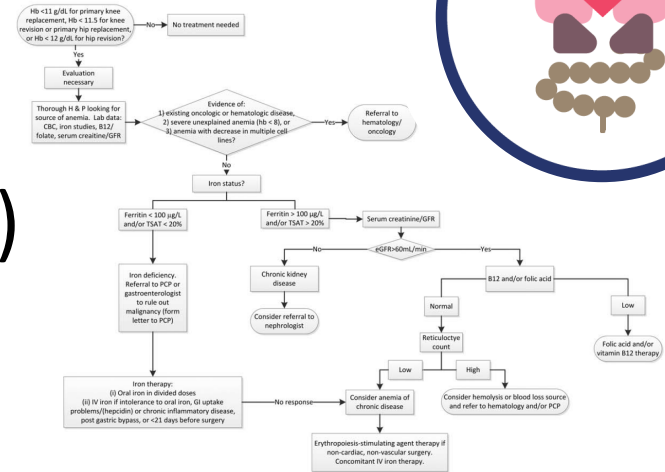 Hb <11 g/dL for primary knee
replacement, Hb < 11.5 for knee
revision or primary hip replacement,
or Hb < 12 g/dL for hip revision?
No
No treatment needed
Yes
Evaluation
necessary
Thorough H & P looking for
source of anemia. Lab data:
CBC, iron studies, B12/
folate, serum creaitine/GFR
Evidence of:
1) existing oncologic or hematologic disease,
2) severe unexplained anemia (hb < 8), or
3) anemia with decrease in multiple cell
lines?
Yes
Referral to
hematology/
oncology
No
Iron status?
)
Ferritin < 100 µg/L
and/or TSAT < 20%
Ferritin > 100 µg/L
and/or TSAT > 20%
Serum creatinine/GFR
No
eGFR>60mL/min
Yes
Iron deficiency.
Referral to PCP or
gastroenterologist
to rule out
malignancy (form
letter to PCP)
Chronic kidney
disease
Consider referral to
nephrologist
B12 and/or folic acid
Normal
Low
Reticuloctye
count
Folic acid and/or
vitamin B12 therapy
Low
High
Iron therapy:
(i) Oral iron in divided doses
(ii) IV iron if intolerance to oral iron, GI uptake
problems/(hepcidin) or chronic inflammatory disease,
post gastric bypass, or <21 days before surgery
No response
Consider anemia of
chronic disease
Consider hemolysis or blood loss source
and refer to hematology and/or PCP
Erythropoiesis-stimulating agent therapy if
non-cardiac, non-vascular surgery.
Concomitant IV iron therapy.